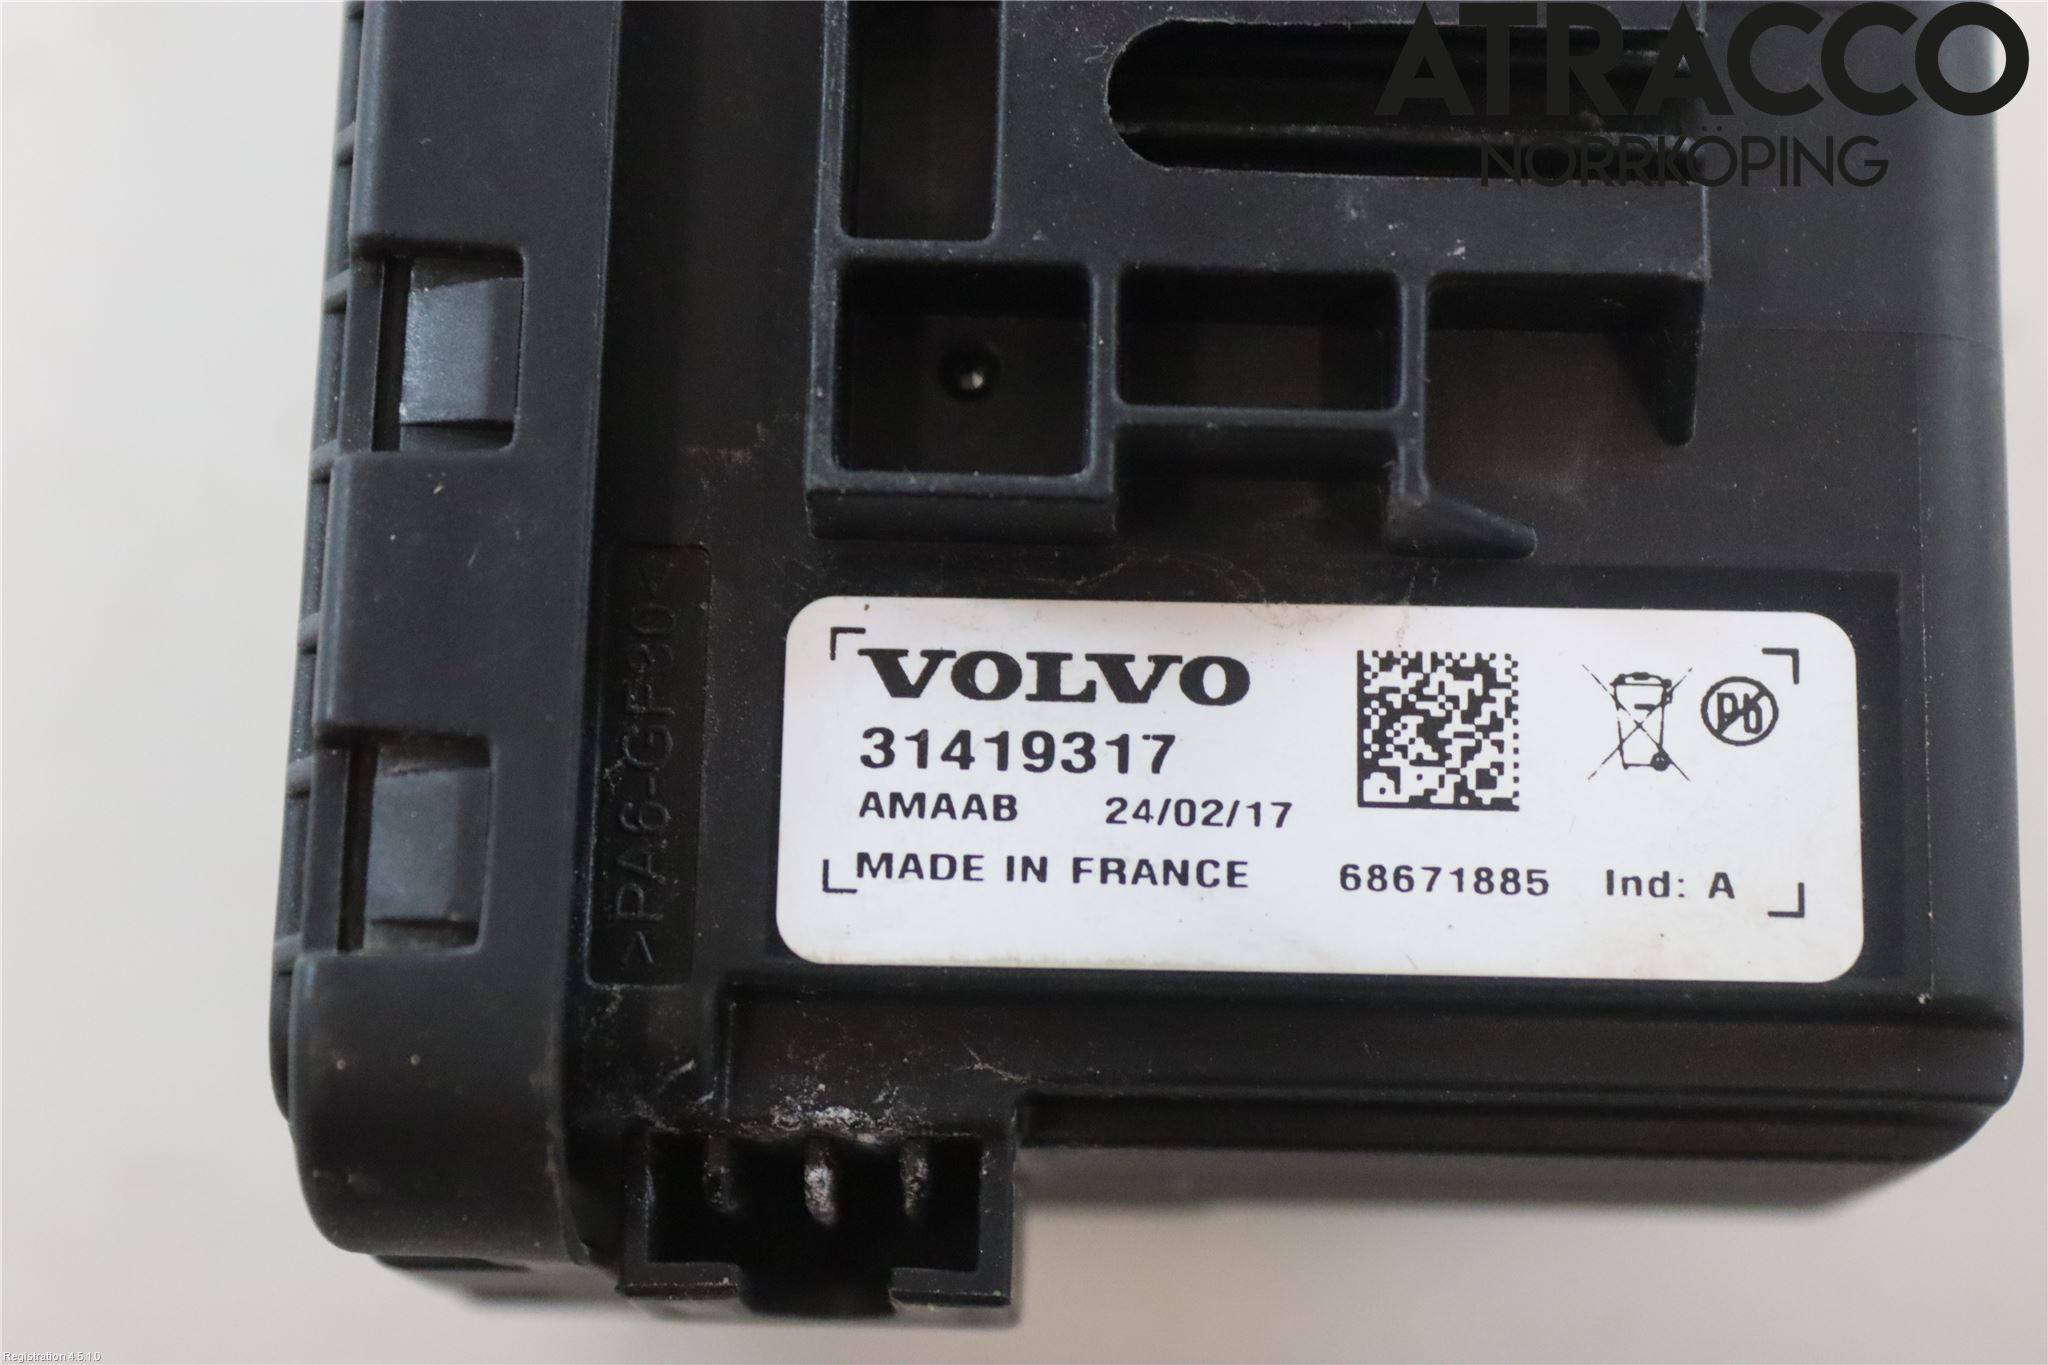 ATRACCO
NORRKÖPING
>PA6-GF30<
VOLVO
31419317
AMAAB 24/02/17
MADE IN FRANCE 68671885 Ind: A
Pb
Registration 4.5.1.0